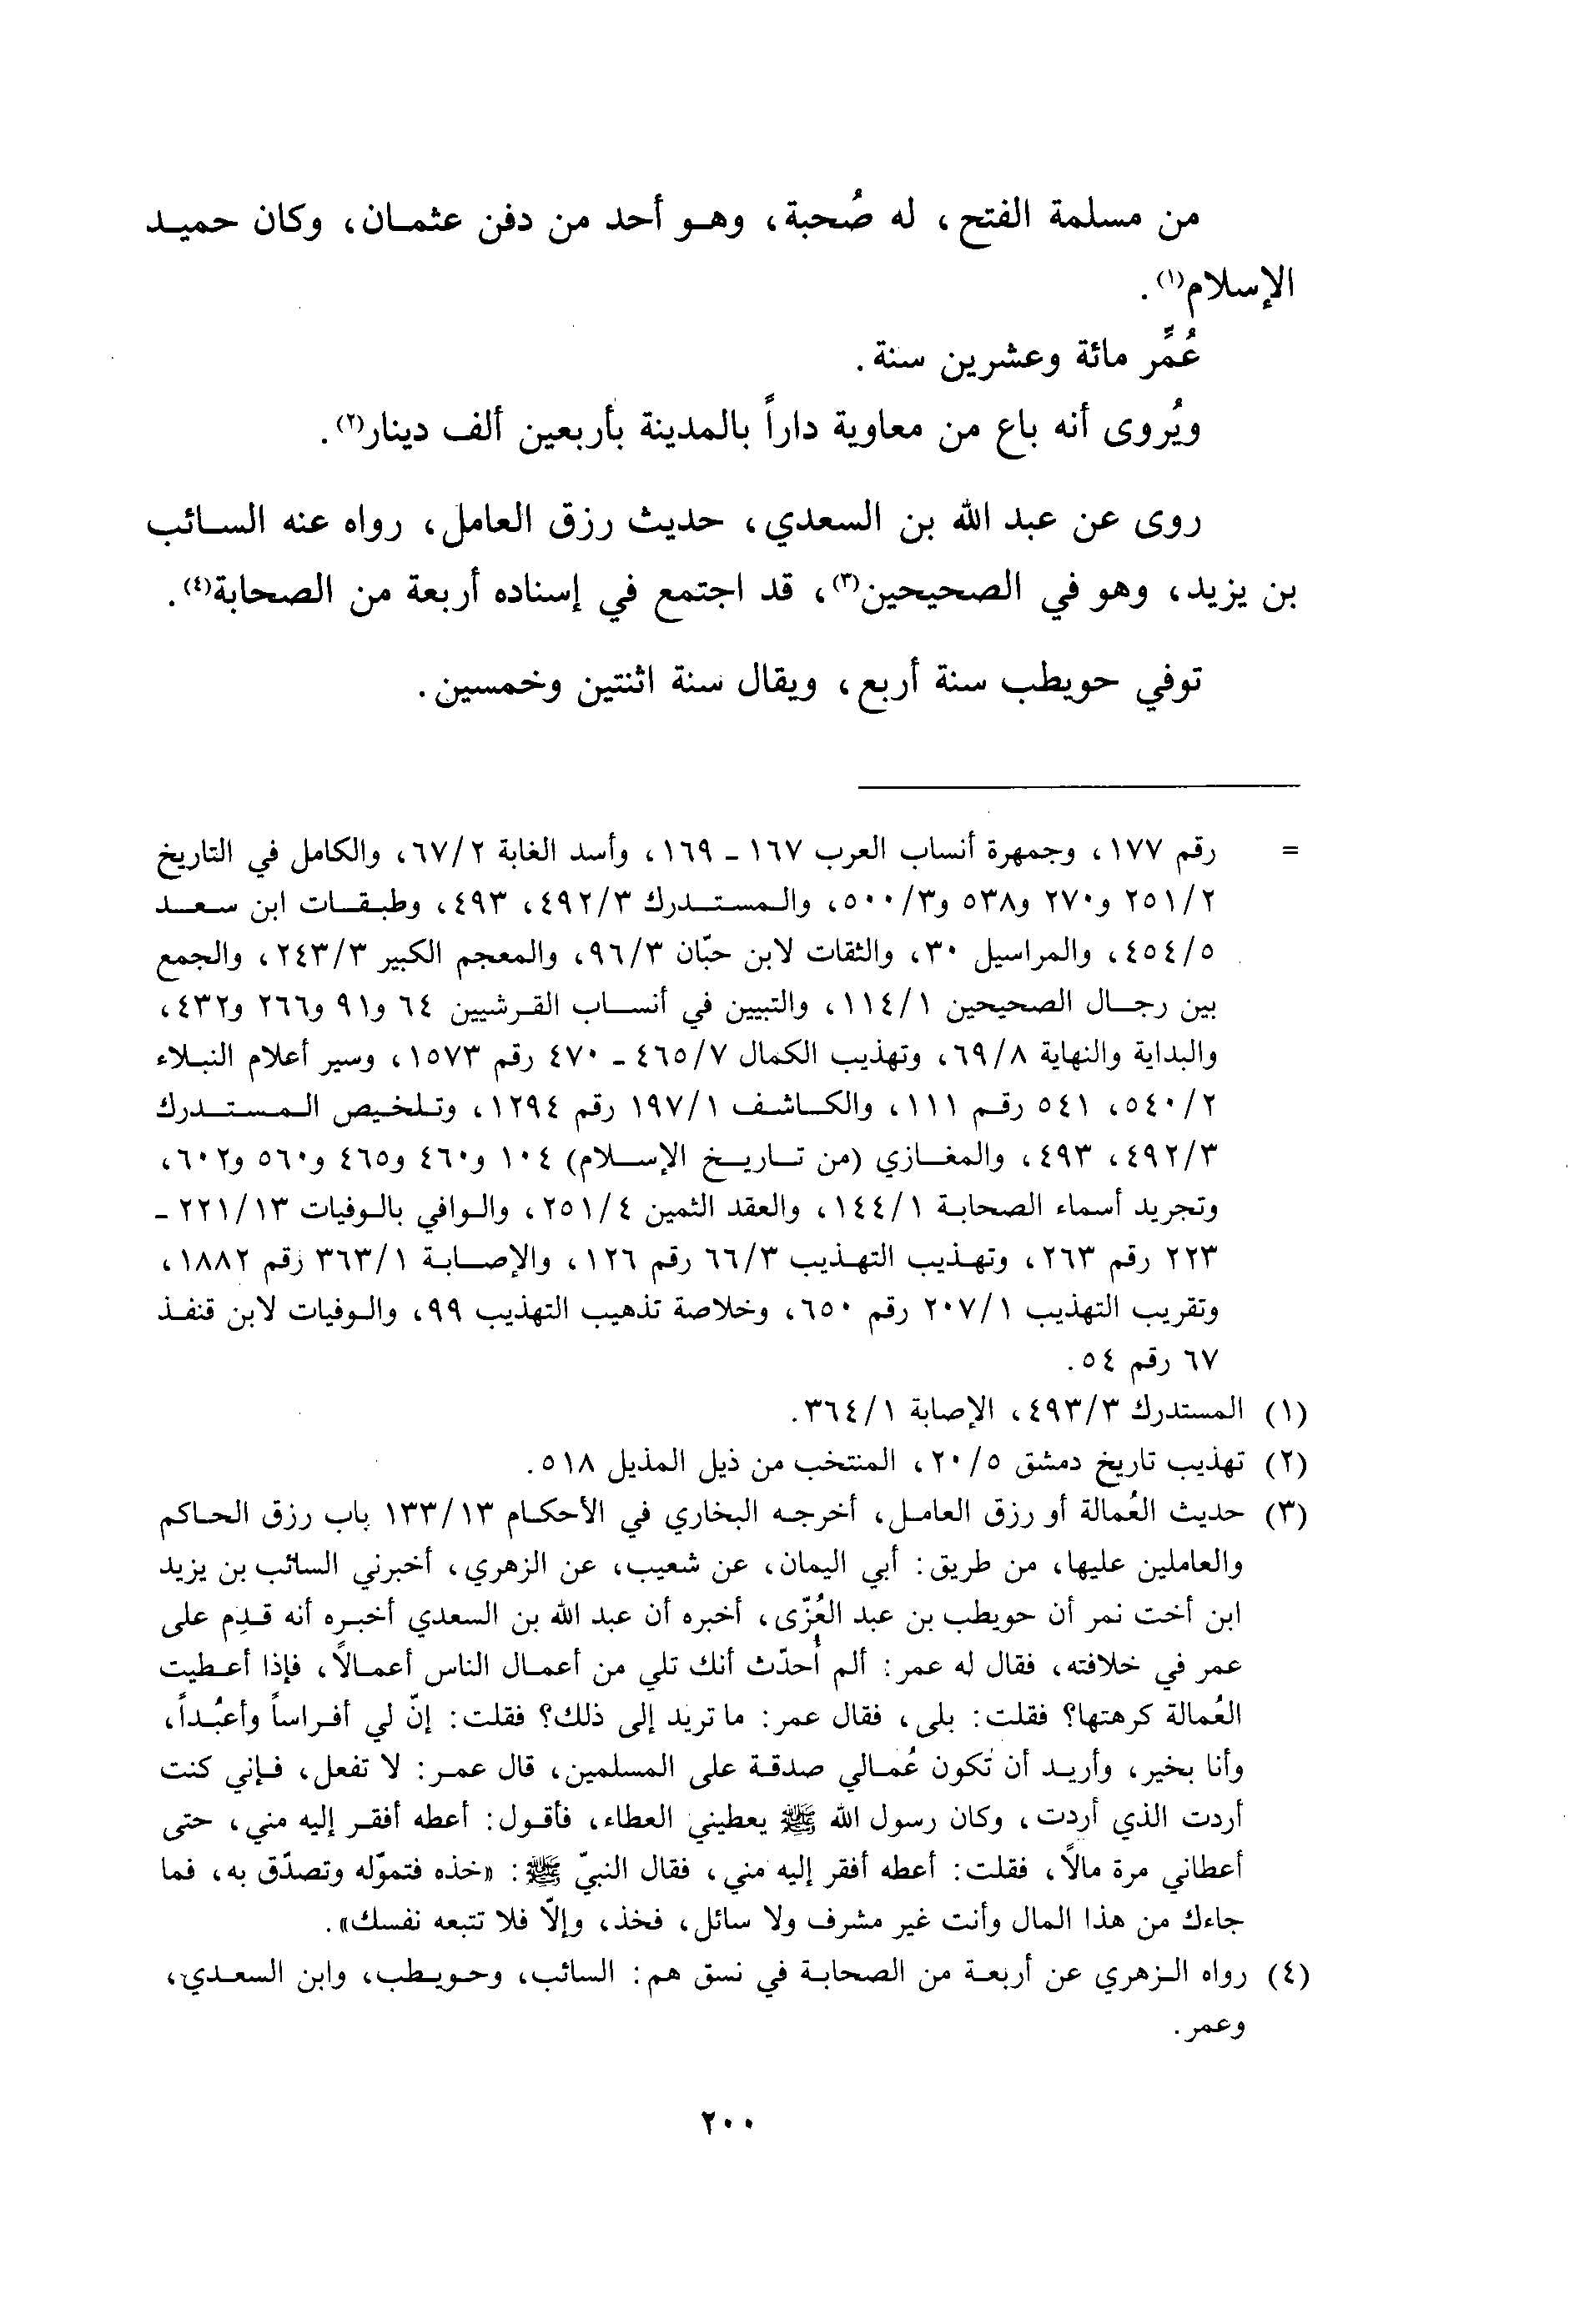 من مسلمة الفتح، له صُحبة، وهو أحد من دفن عثمان، وكان حميد
الإسلام(١).
عُمِّر مائة وعشرين سنة.
ويُروى أنه باع من معاوية داراً بالمدينة بأربعين ألف دينار(٢).
روى عن عبد الله بن السعدي، حديث رزق العامل، رواه عنه السائب
بن يزيد، وهو في الصحيحين(٣)، قد اجتمع في إسناده أربعة من الصحابة(٤).
توفي حويطب سنة أربع، ويقال سنة اثنتين وخمسين.
= رقم ١٧٧، وجمهرة أنساب العرب ١٦٧ - ١٦٩، وأسد الغابة ٦٧/٢، والكامل في التاريخ
٢٥١/٢ و٢٧٠ و٥٣٨ و٥٠٠/٣، والمستدرك ٤٩٢/٣، ٤٩٣، وطبقات ابن سعد
٤٥٤/٥، والمراسيل ٣٠، والثقات لابن حبّان ٩٦/٣، والمعجم الكبير ٢٤٣/٣، والجمع
بين رجال الصحيحين ١١٤/١، والتبيين في أنساب القرشيين ٦٤ و٩١ و٢٦٦ و٤٣٢،
والبداية والنهاية ٦٩/٨، وتهذيب الكمال ٤٦٥/٧ - ٤٧٠ رقم ١٥٧٣، وسير أعلام النبلاء
٥٤٠/٢، ٥٤١ رقم ١١١، والكاشف ١٩٧/١ رقم ١٢٩٤، وتلخيص المستدرك
٤٩٢/٣، ٤٩٣، والمغازي (من تاريخ الإسلام) ١٠٤ و٤٦٠ و٤٦٥ و٥٦٠ و٦٠٢،
وتجريد أسماء الصحابة ١٤٤/١، والعقد الثمين ٢٥١/٤، والوافي بالوفيات ٢٢١/١٣ -
٢٢٣ رقم ٢٦٣، وتهذيب التهذيب ٦٦/٣ رقم ١٢٦، والإصابة ٣٦٣/١ رقم ١٨٨٢،
وتقريب التهذيب ٢٠٧/١ رقم ٦٥٠، وخلاصة تذهيب التهذيب ٩٩، والوفيات لابن قنفذ
٦٧ رقم ٥٤.
(١) المستدرك ٤٩٣/٣، الإصابة ٣٦٤/١.
(٢) تهذيب تاريخ دمشق ٢٠/٥، المنتخب من ذيل المذيل ٥١٨.
(٣) حديث العُمالة أو رزق العامل، أخرجه البخاري في الأحكام ١٣٣/١٣ باب رزق الحاكم
والعاملين عليها، من طريق: أبي اليمان، عن شعيب، عن الزهري، أخبرني السائب بن يزيد
ابن أخت نمر أن حويطب بن عبد العُزّى، أخبره أن عبد الله بن السعدي أخبره أنه قدِم على
عمر في خلافته، فقال له عمر: ألم أُحدّث أنك تلي من أعمال الناس أعمالاً، فإذا أعطيت
العُمالة كرهتها؟ فقلت: بلى، فقال عمر: ما تريد إلى ذلك؟ فقلت: إنّ لي أفراساً وأعبُداً،
وأنا بخير، وأريد أن تكون عُمالي صدقة على المسلمين، قال عمر: لا تفعل، فإني كنت
أردت الذي أردت، وكان رسول الله ﷺ يعطيني العطاء، فأقول: أعطه أفقر إليه مني، حتى
أعطاني مرة مالاً، فقلت: أعطه أفقر إليه مني، فقال النبيّ ﷺ: «خذه فتموّله وتصدّق به، فما
جاءك من هذا المال وأنت غير مشرف ولا سائل، فخذ، وإلّا فلا تتبعه نفسك».
(٤) رواه الزهري عن أربعة من الصحابة في نسق هم: السائب، وحويطب، وابن السعدي،
وعمر.
٢٠٠